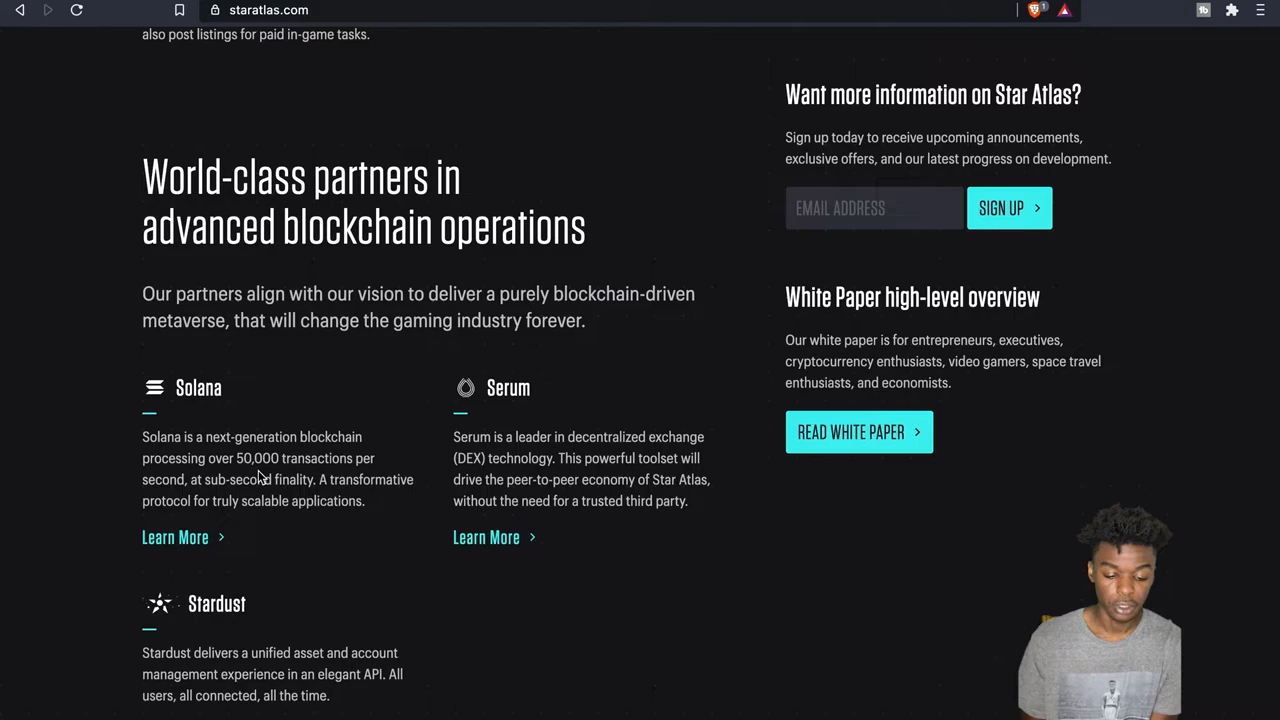 staratlas.com
also post listings for paid in-game tasks.
World-class partners in
advanced blockchain operations
Our partners align with our vision to deliver a purely blockchain-driven
metaverse, that will change the gaming industry forever.
Solana
Solana is a next-generation blockchain
processing over 50,000 transactions per
second, at sub-second finality. A transformative
protocol for truly scalable applications.
Learn More
Serum
Serum is a leader in decentralized exchange
(DEX) technology. This powerful toolset will
drive the peer-to-peer economy of Star Atlas,
without the need for a trusted third party.
Learn More
Stardust
Stardust delivers a unified asset and account
management experience in an elegant API. All
users, all connected, all the time.
Want more information on Star Atlas?
Sign up today to receive upcoming announcements,
exclusive offers, and our latest progress on development.
EMAIL ADDRESS
SIGN UP
White Paper high-level overview
Our white paper is for entrepreneurs, executives,
cryptocurrency enthusiasts, video gamers, space travel
enthusiasts, and economists.
READ WHITE PAPER
1
tb